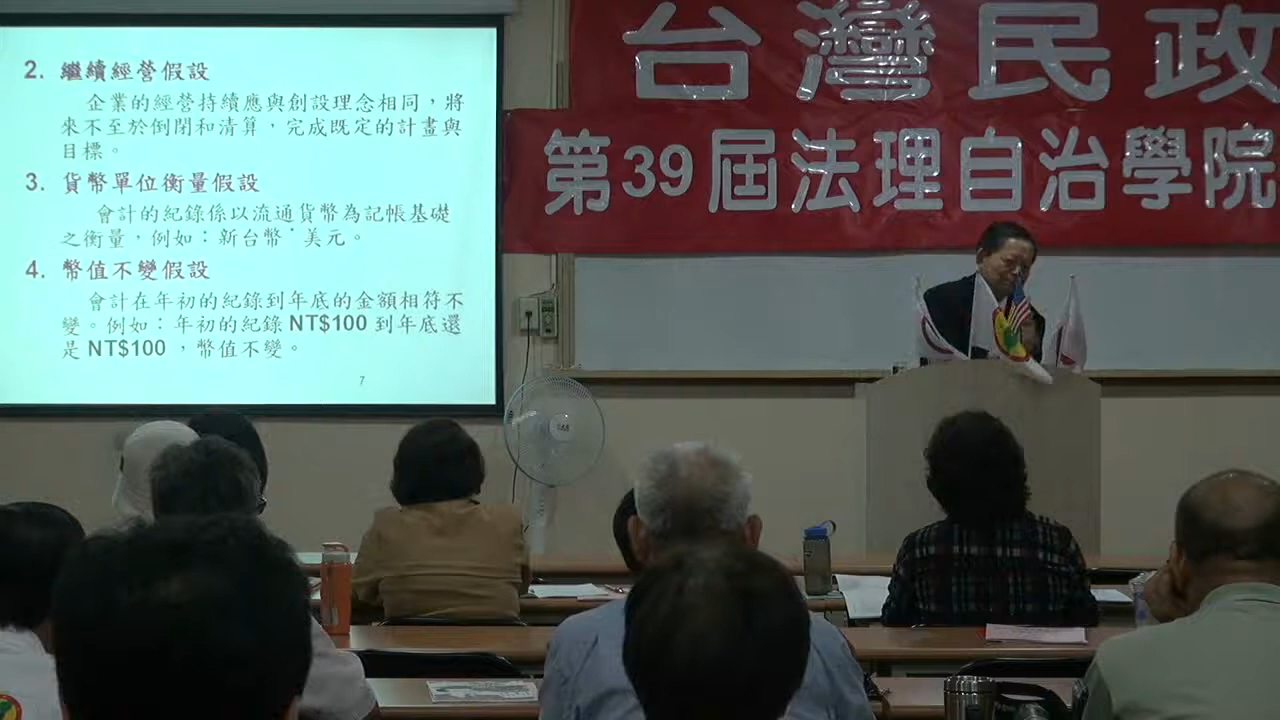 2. 繼續經營假設
企業的經營持續應與創設理念相同，將
來不至於倒閉和清算，完成既定的計畫與
目標。
3. 貨幣單位衡量假設
會計的紀錄係以流通貨幣為記帳基礎
之衡量，例如：新台幣、美元。
4. 幣值不變假設
會計在年初的紀錄到年底的金額相符不
變。例如：年初的紀錄 NT$100 到年底還
是 NT$100 ，幣值不變。
7
台灣民政
第39屆法理自治學院